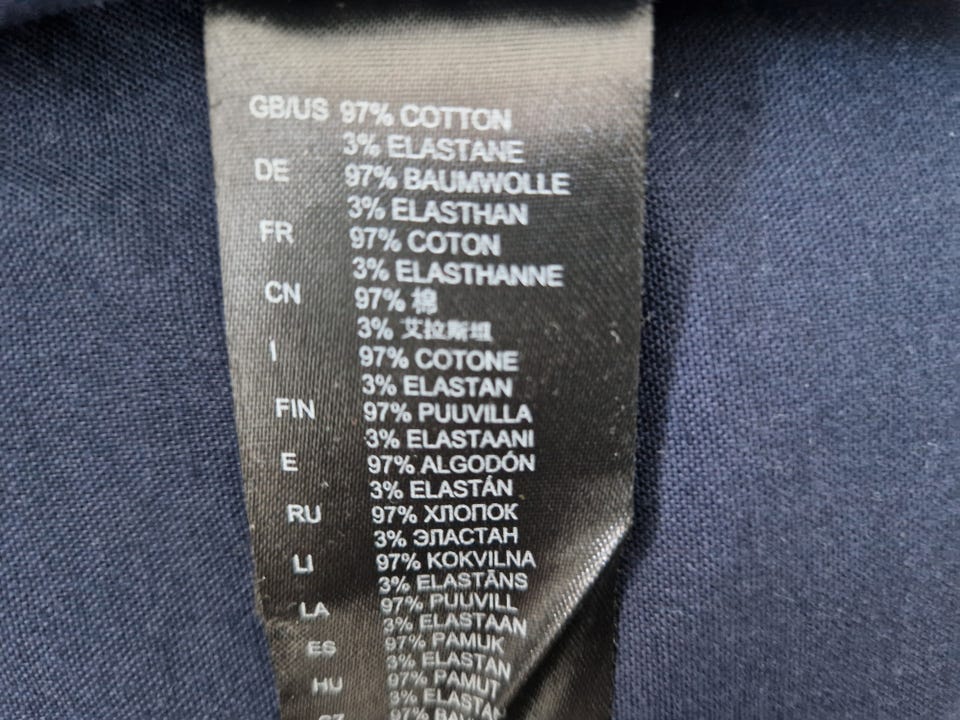 GB/US 97% COTTON
3% ELASTANE
DE 97% BAUMWOLLE
3% ELASTHAN
FR 97% COTON
3% ELASTHANNE
CN 97% 棉
3% 艾拉斯坦
I 97% COTONE
3% ELASTAN
FIN 97% PUUVILLA
3% ELASTAANI
E 97% ALGODÓN
3% ELASTÁN
RU 97% ХЛОПОК
3% ЭЛАСТАН
LI 97% KOKVILNA
3% ELASTĀNS
LA 97% PUUVILL
3% ELASTAAN
ES 97% PAMUK
3% ELASTAN
HU 97% PAMUT
3% ELASTAN
97%